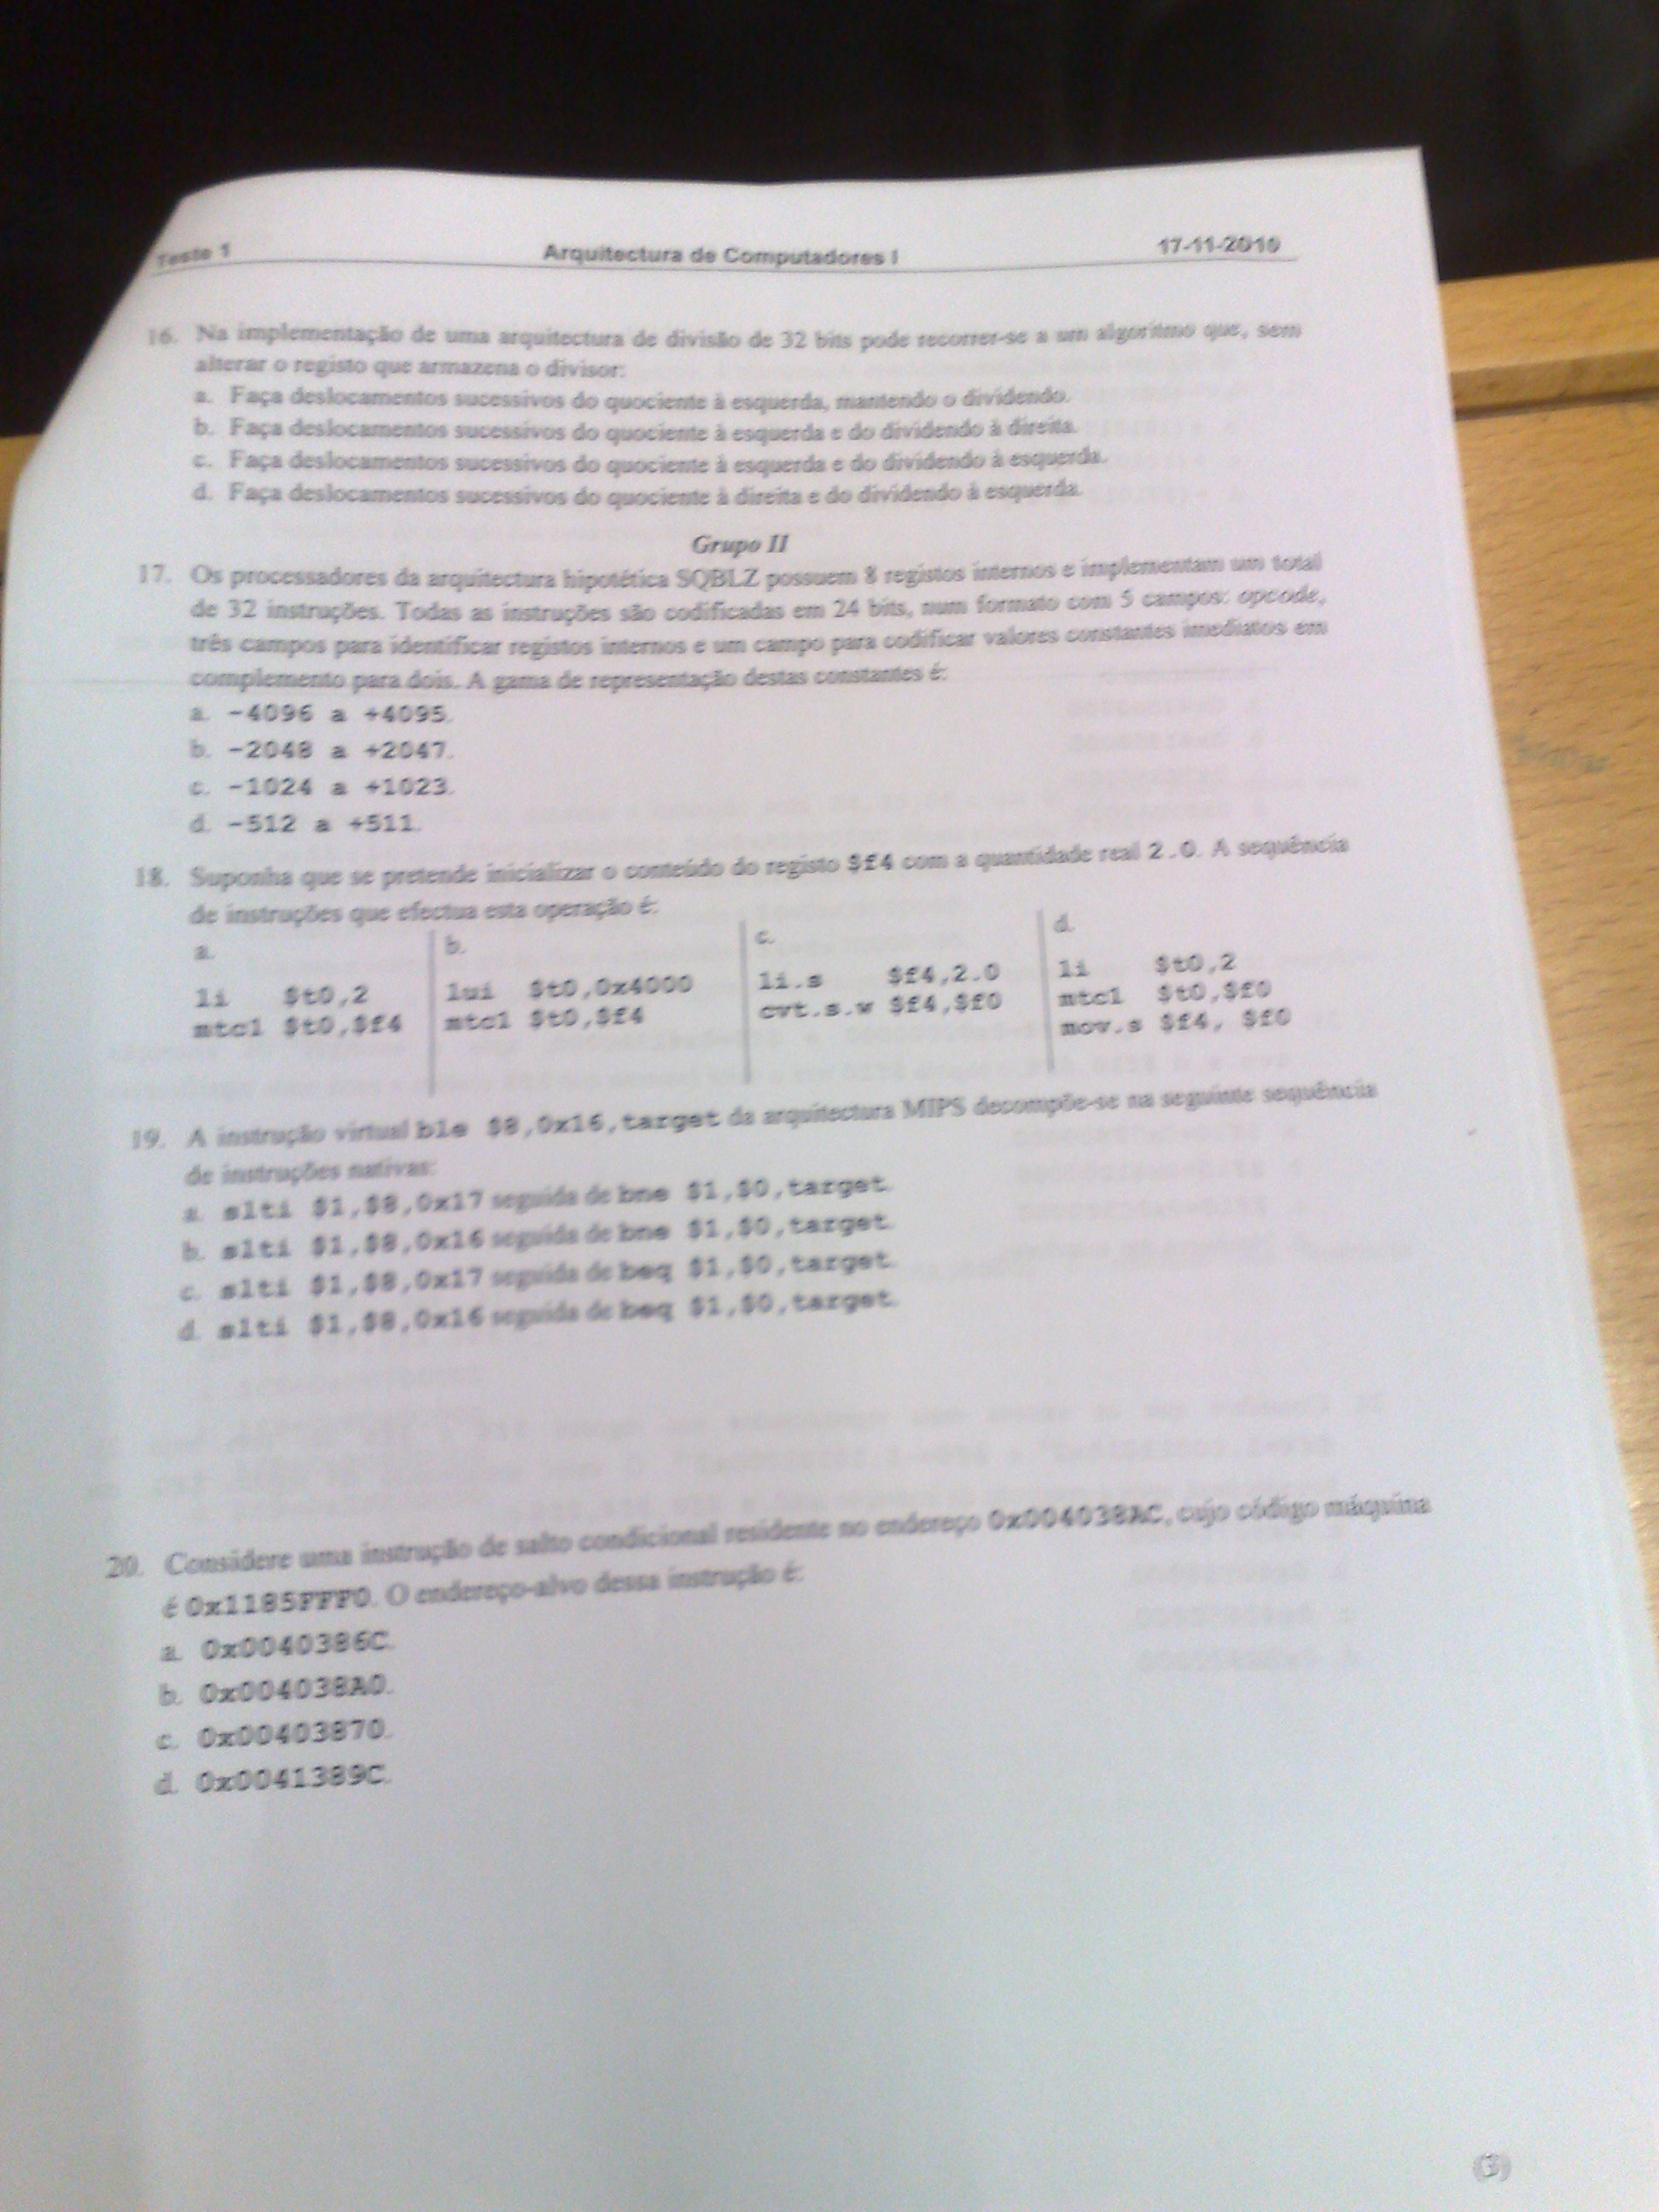 Teste 1 Arquitectura de Computadores I 17-11-2010
16. Na implementação de uma arquitectura de divisão de 32 bits pode recorrer-se a um algoritmo que, sem
alterar o registo que armazena o divisor:
a. Faça deslocamentos sucessivos do quociente à esquerda, mantendo o dividendo.
b. Faça deslocamentos sucessivos do quociente à esquerda e do dividendo à direita.
c. Faça deslocamentos sucessivos do quociente à esquerda e do dividendo à esquerda.
d. Faça deslocamentos sucessivos do quociente à direita e do dividendo à esquerda.
Grupo II
17. Os processadores da arquitectura hipotética SQBLZ possuem 8 registos internos e implementam um total
de 32 instruções. Todas as instruções são codificadas em 24 bits, num formato com 5 campos: opcode,
três campos para identificar registos internos e um campo para codificar valores constantes imediatos em
complemento para dois. A gama de representação destas constantes é:
a. -4096 a +4095.
b. -2048 a +2047.
c. -1024 a +1023.
d. -512 a +511.
18. Suponha que se pretende inicializar o conteúdo do registo $f4 com a quantidade real 2.0. A sequência
de instruções que efectua esta operação é:
a. b. c. d.
li $t0,2 lui $t0,0x4000 li.s $f4,2.0 li $t0,2
mtc1 $t0,$f4 mtc1 $t0,$f4 cvt.s.w $f4,$f0 mtc1 $t0,$f0
mov.s $f4, $f0
19. A instrução virtual ble $8,0x16,target da arquitectura MIPS decompõe-se na seguinte sequência
de instruções nativas:
a. slti $1,$8,0x17 seguida de bne $1,$0,target.
b. slti $1,$8,0x16 seguida de bne $1,$0,target.
c. slti $1,$8,0x17 seguida de beq $1,$0,target.
d. slti $1,$8,0x16 seguida de beq $1,$0,target.
20. Considere uma instrução de salto condicional residente no endereço 0x004038AC, cujo código máquina
é 0x1185FFF0. O endereço-alvo dessa instrução é:
a. 0x0040386C.
b. 0x004038A0.
c. 0x00403870.
d. 0x0041389C.
(3)